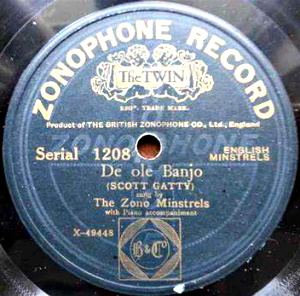 ZONOPHONE RECORD
The TWIN
REGD. TRADE MARK.
Product of THE BRITISH ZONOPHONE CO., Ltd., England
Serial 1208
ENGLISH
MINSTRELS
De ole Banjo
(SCOTT GATTY)
sung by
The Zono Minstrels
with Piano accompaniment
X-49448
B & Co